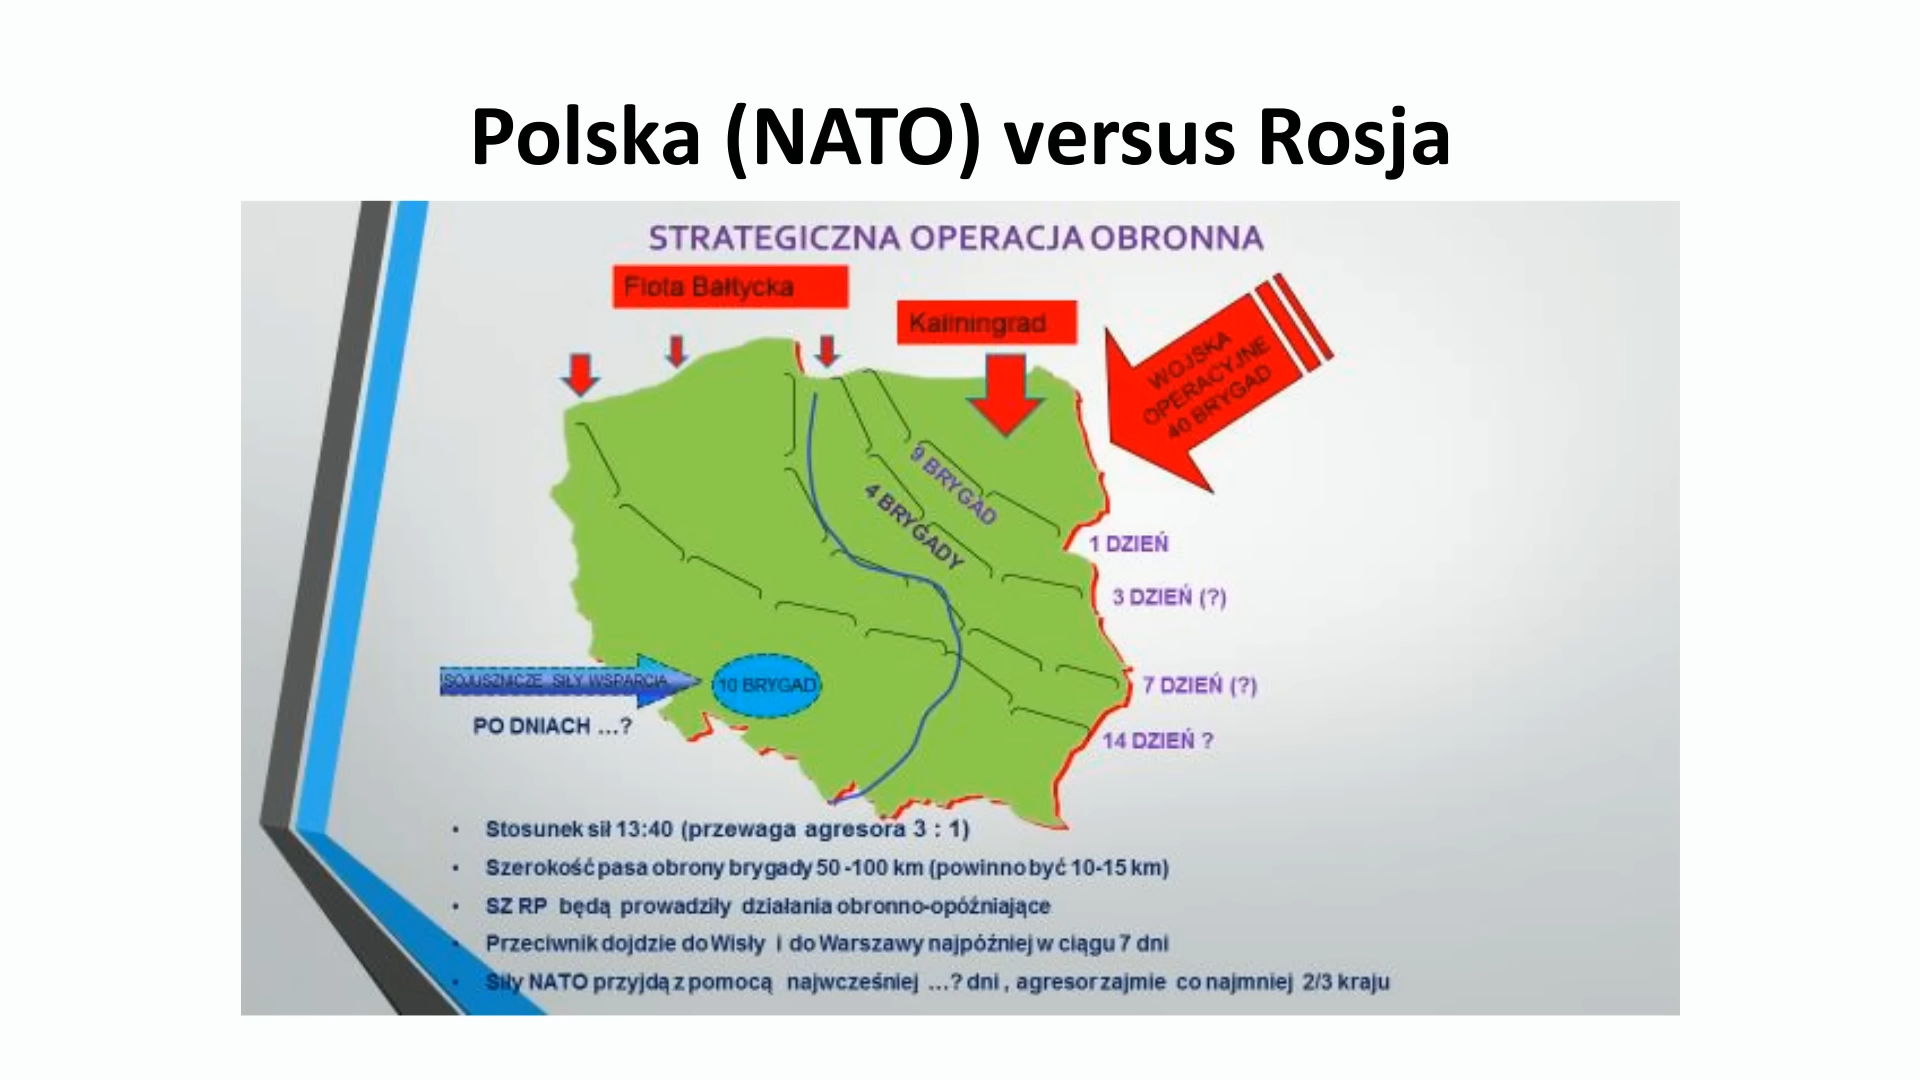 Polska (NATO) versus Rosja
STRATEGICZNA OPERACJA OBRONNA
Flota Bałtycka
Kaliningrad
WOJSKA
OPERACYJNE
40 BRYGAD
9 BRYGAD
4 BRYGADY
1 DZIEŃ
3 DZIEŃ (?)
7 DZIEŃ (?)
14 DZIEŃ ?
SOJUSZNICZE SIŁY WSPARCIA
10 BRYGAD
PO DNIACH ...?
• Stosunek sił 13:40 (przewaga agresora 3 : 1)
• Szerokość pasa obrony brygady 50 -100 km (powinno być 10-15 km)
• SZ RP będą prowadziły działania obronno-opóźniające
• Przeciwnik dojdzie do Wisły i do Warszawy najpóźniej w ciągu 7 dni
• Siły NATO przyjdą z pomocą najwcześniej ...? dni , agresor zajmie co najmniej 2/3 kraju